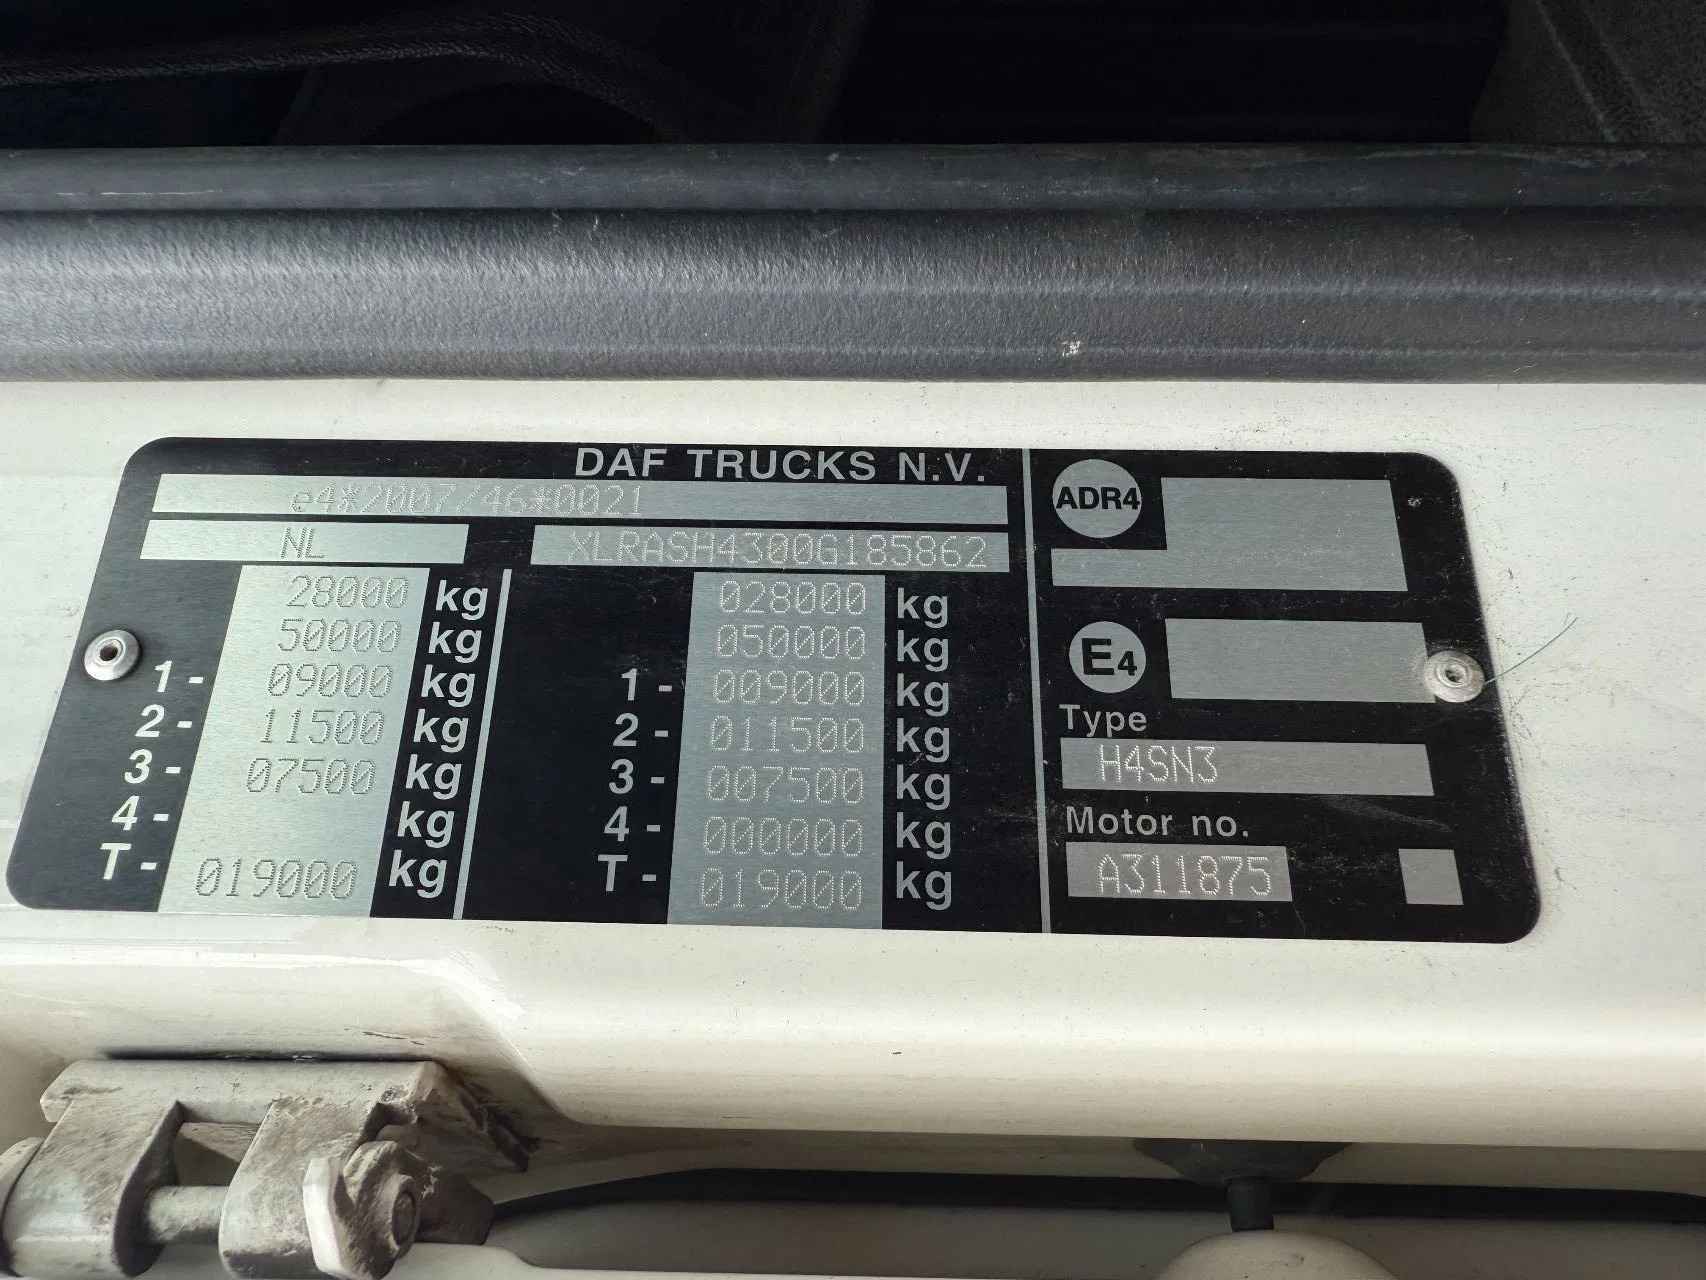 DAF TRUCKS N.V.
e4*2007/46*0021
NL XLRASH4300G185862
28000 kg 028000 kg
50000 kg 050000 kg
1- 09000 kg 1- 009000 kg
2- 11500 kg 2- 011500 kg
3- 07500 kg 3- 007500 kg
4- kg 4- 000000 kg
T- 019000 kg T- 019000 kg
ADR4
E4
Type
H4SN3
Motor no.
A311875